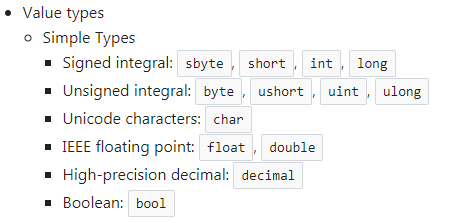 Value types
Simple Types
Signed integral: sbyte, short, int, long
Unsigned integral: byte, ushort, uint, ulong
Unicode characters: char
IEEE floating point: float, double
High-precision decimal: decimal
Boolean: bool